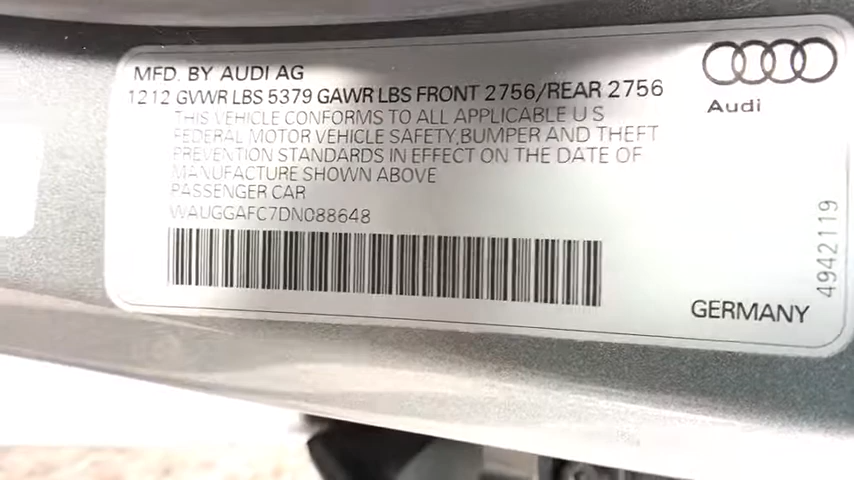 MFD. BY AUDI AG
1212 GVWR LBS 5379 GAWR LBS FRONT 2756/REAR 2756
THIS VEHICLE CONFORMS TO ALL APPLICABLE U S
FEDERAL MOTOR VEHICLE SAFETY,BUMPER AND THEFT
PREVENTION STANDARDS IN EFFECT ON THE DATE OF
MANUFACTURE SHOWN ABOVE
PASSENGER CAR
WAUGGAFC7DN088648
Audi
4942119
GERMANY